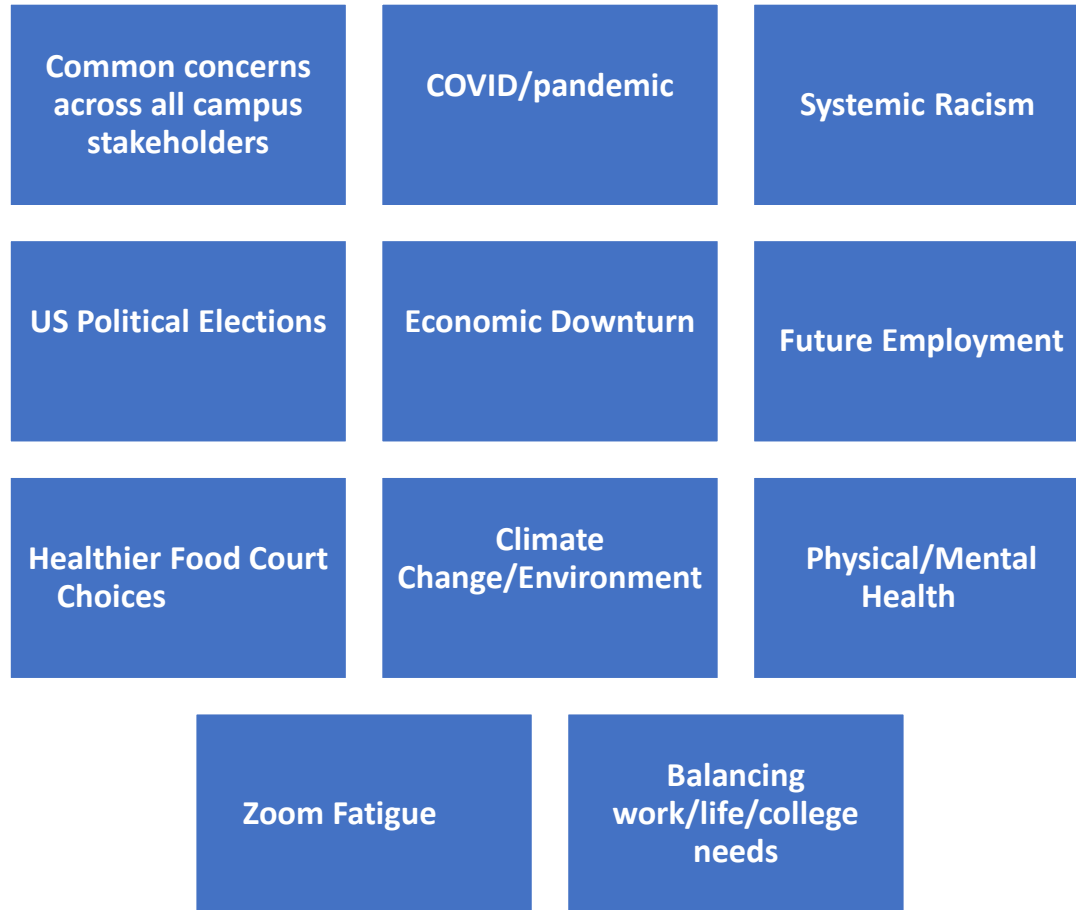 Common concerns
across all campus
stakeholders
COVID/pandemic
Systemic Racism
US Political Elections
Economic Downturn
Future Employment
Healthier Food Court
Choices
Climate
Change/Environment
Physical/Mental
Health
Zoom Fatigue
Balancing
work/life/college
needs